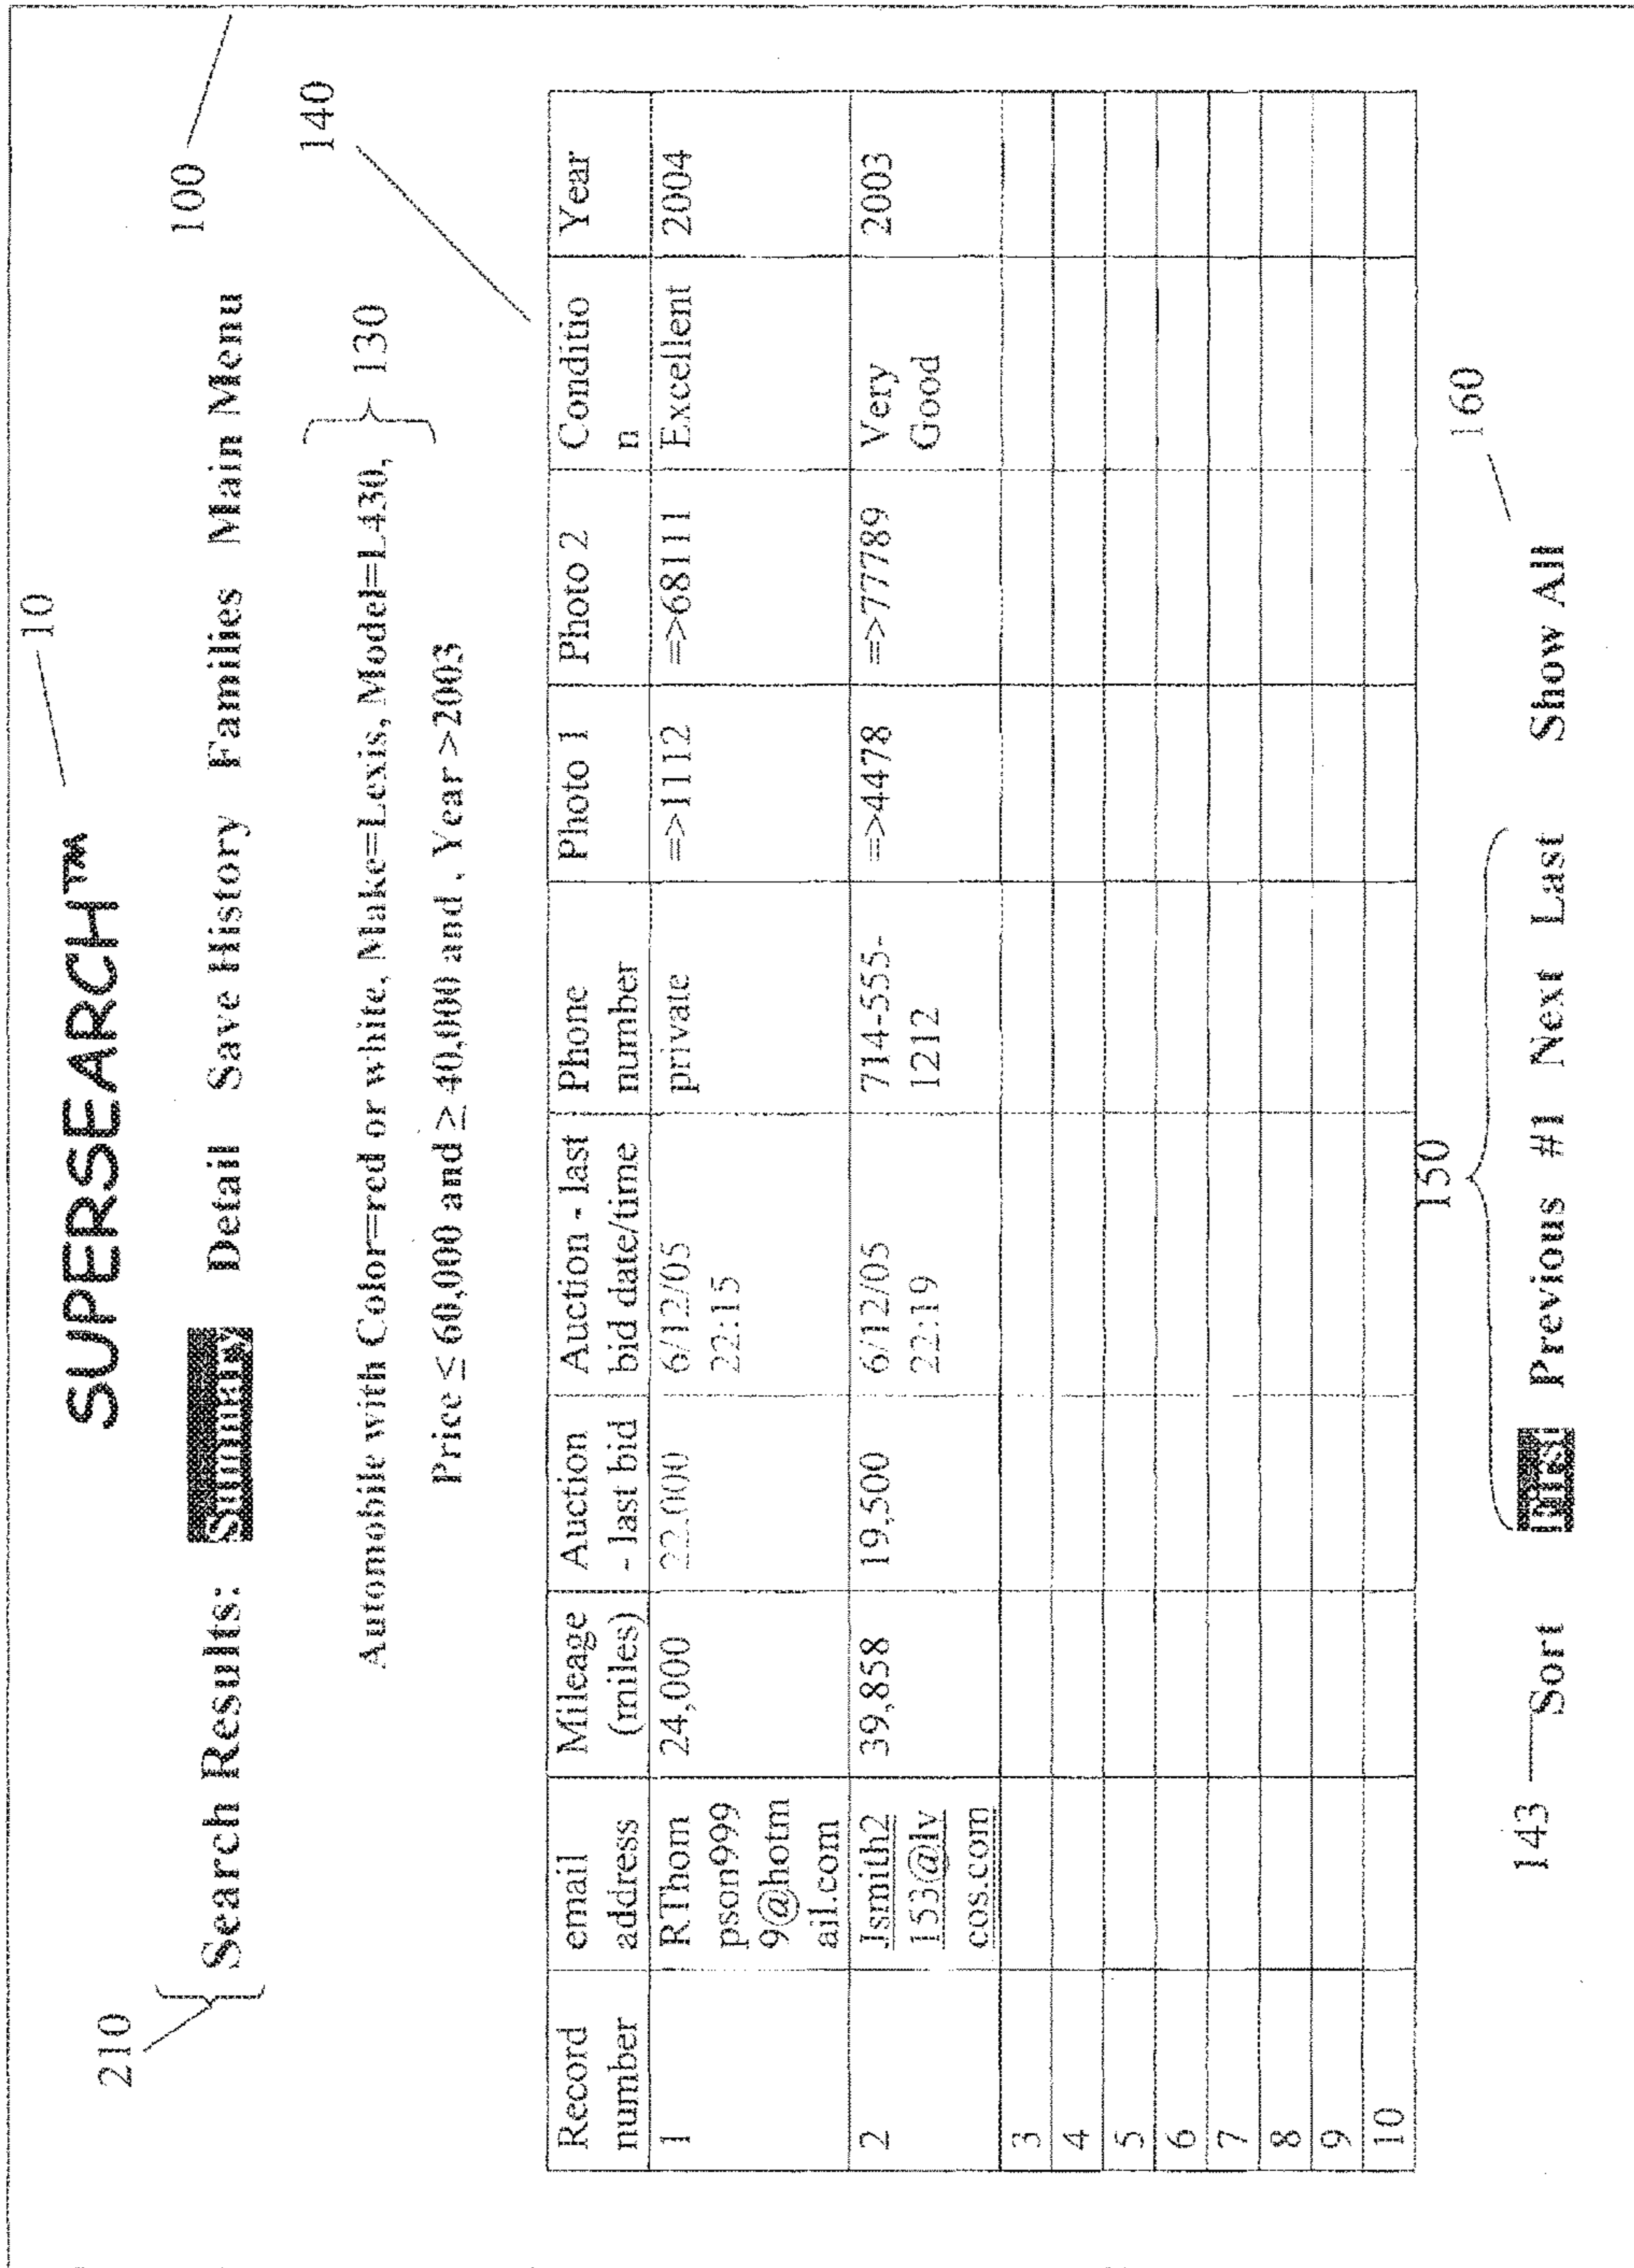 10
SUPERSEARCH™
100
210
Search Results: Summary Detail Save History Families Main Menu
140
Automobile with Color=red or white, Make=Lexis, Model=L430,
130
Price ≤ 60,000 and ≥ 40,000 and , Year >2003
Record number email address Mileage (miles) Auction - last bid Auction - last bid date/time Phone number Photo 1 Photo 2 Conditio n Year
1 RThom pson999 9@hotm ail.com 24,000 22,000 6/12/05 22:15 private =>1112 =>68111 Excellent 2004
2 Jsmith2 153@ly cos.com 39,858 19,500 6/12/05 22:19 714-555- 1212 =>4478 =>77789 Very Good 2003
3
4
5
6
7
8
9
10
150
160
143 Sort First Previous #1 Next Last Show All